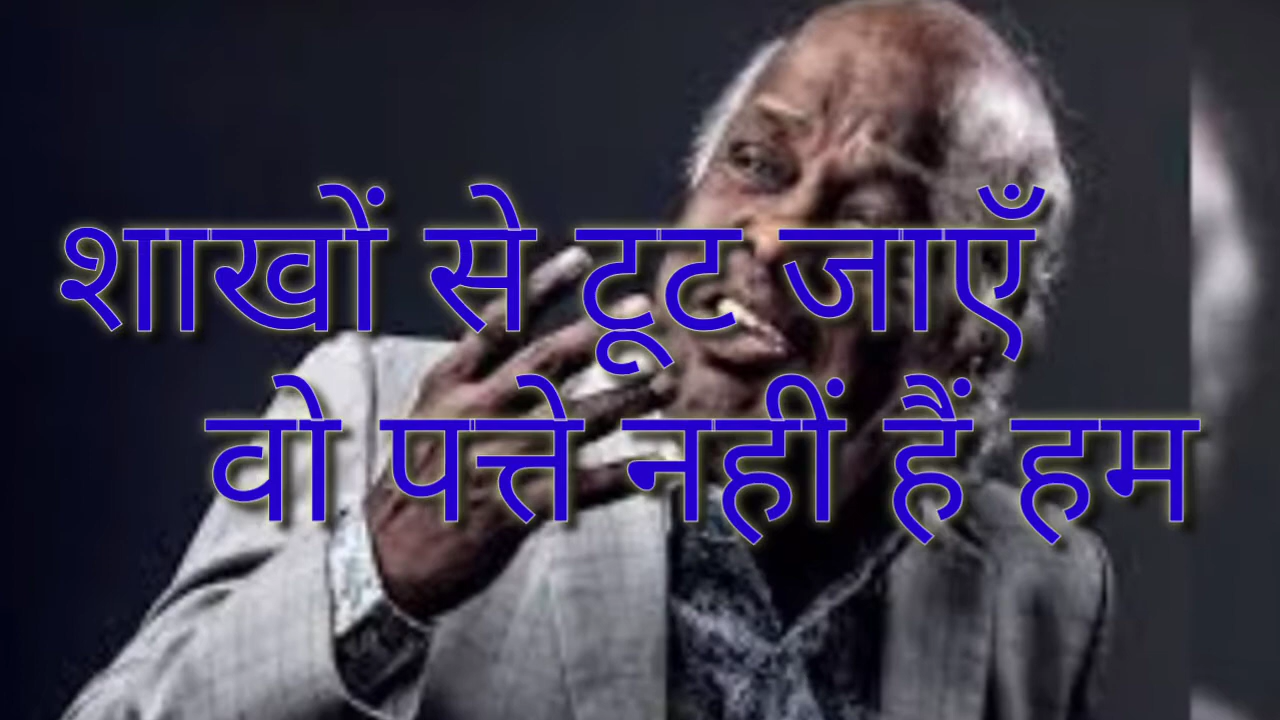 शाखों से टूट जाएँ
वो पत्ते नहीं हैं हम